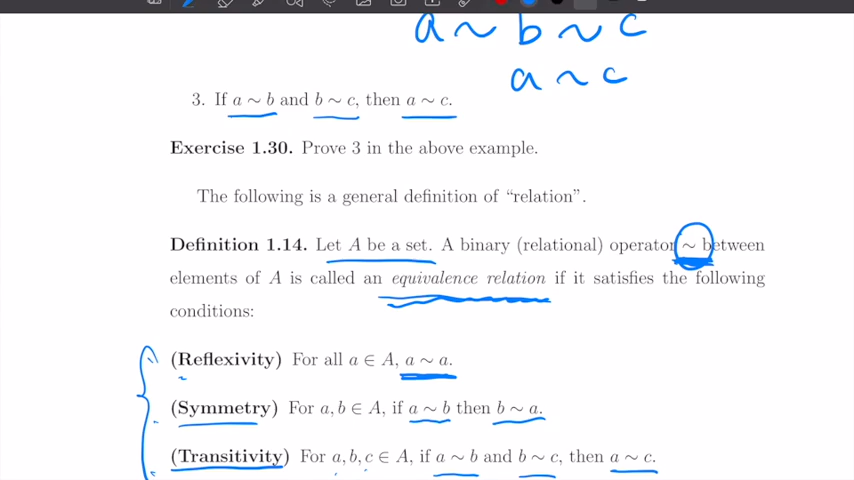 a ∼ b ∼ c
a ∼ c
3. If a ∼ b and b ∼ c, then a ∼ c.
Exercise 1.30. Prove 3 in the above example.
The following is a general definition of “relation”.
Definition 1.14. Let A be a set. A binary (relational) operator ∼ between
elements of A is called an equivalence relation if it satisfies the following
conditions:
(Reflexivity) For all a ∈ A, a ∼ a.
(Symmetry) For a, b ∈ A, if a ∼ b then b ∼ a.
(Transitivity) For a, b, c ∈ A, if a ∼ b and b ∼ c, then a ∼ c.